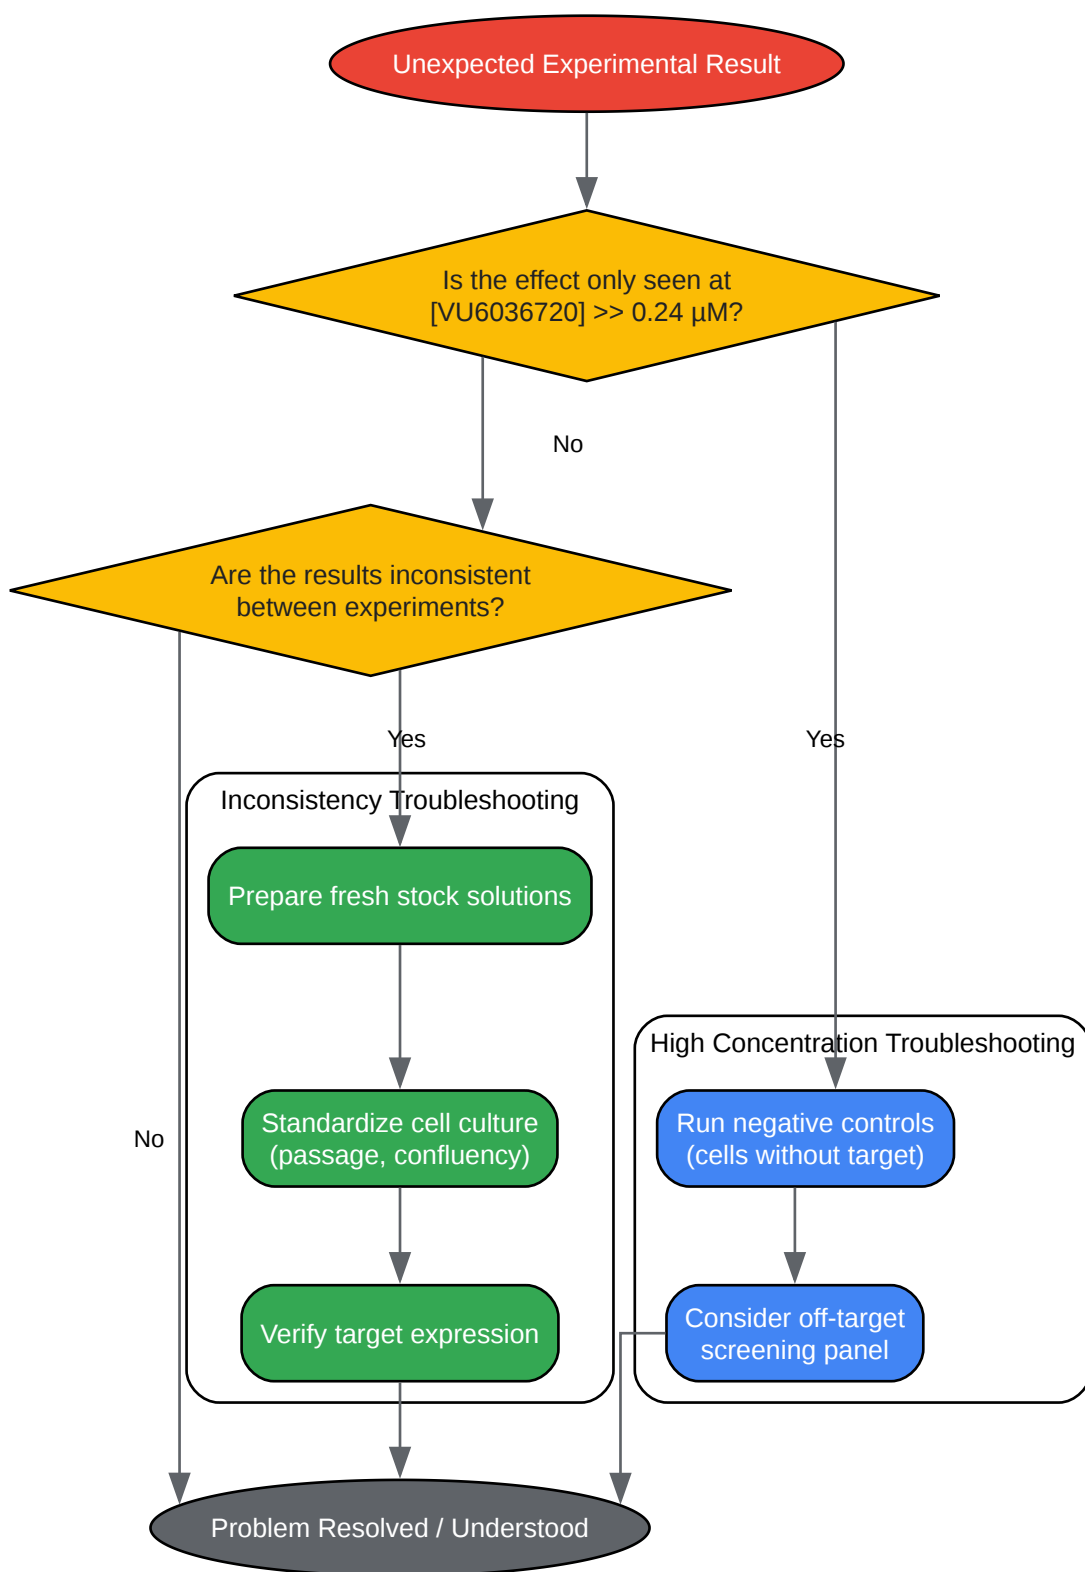 Unexpected Experimental Result
Is the effect only seen at
[VU6036720] >> 0.24 µM?
No
Are the results inconsistent
between experiments?
Yes
Yes
Inconsistency Troubleshooting
Prepare fresh stock solutions
High Concentration Troubleshooting
Standardize cell culture
(passage, confluency)
Run negative controls
(cells without target)
No
Verify target expression
Consider off-target
screening panel
Problem Resolved / Understood